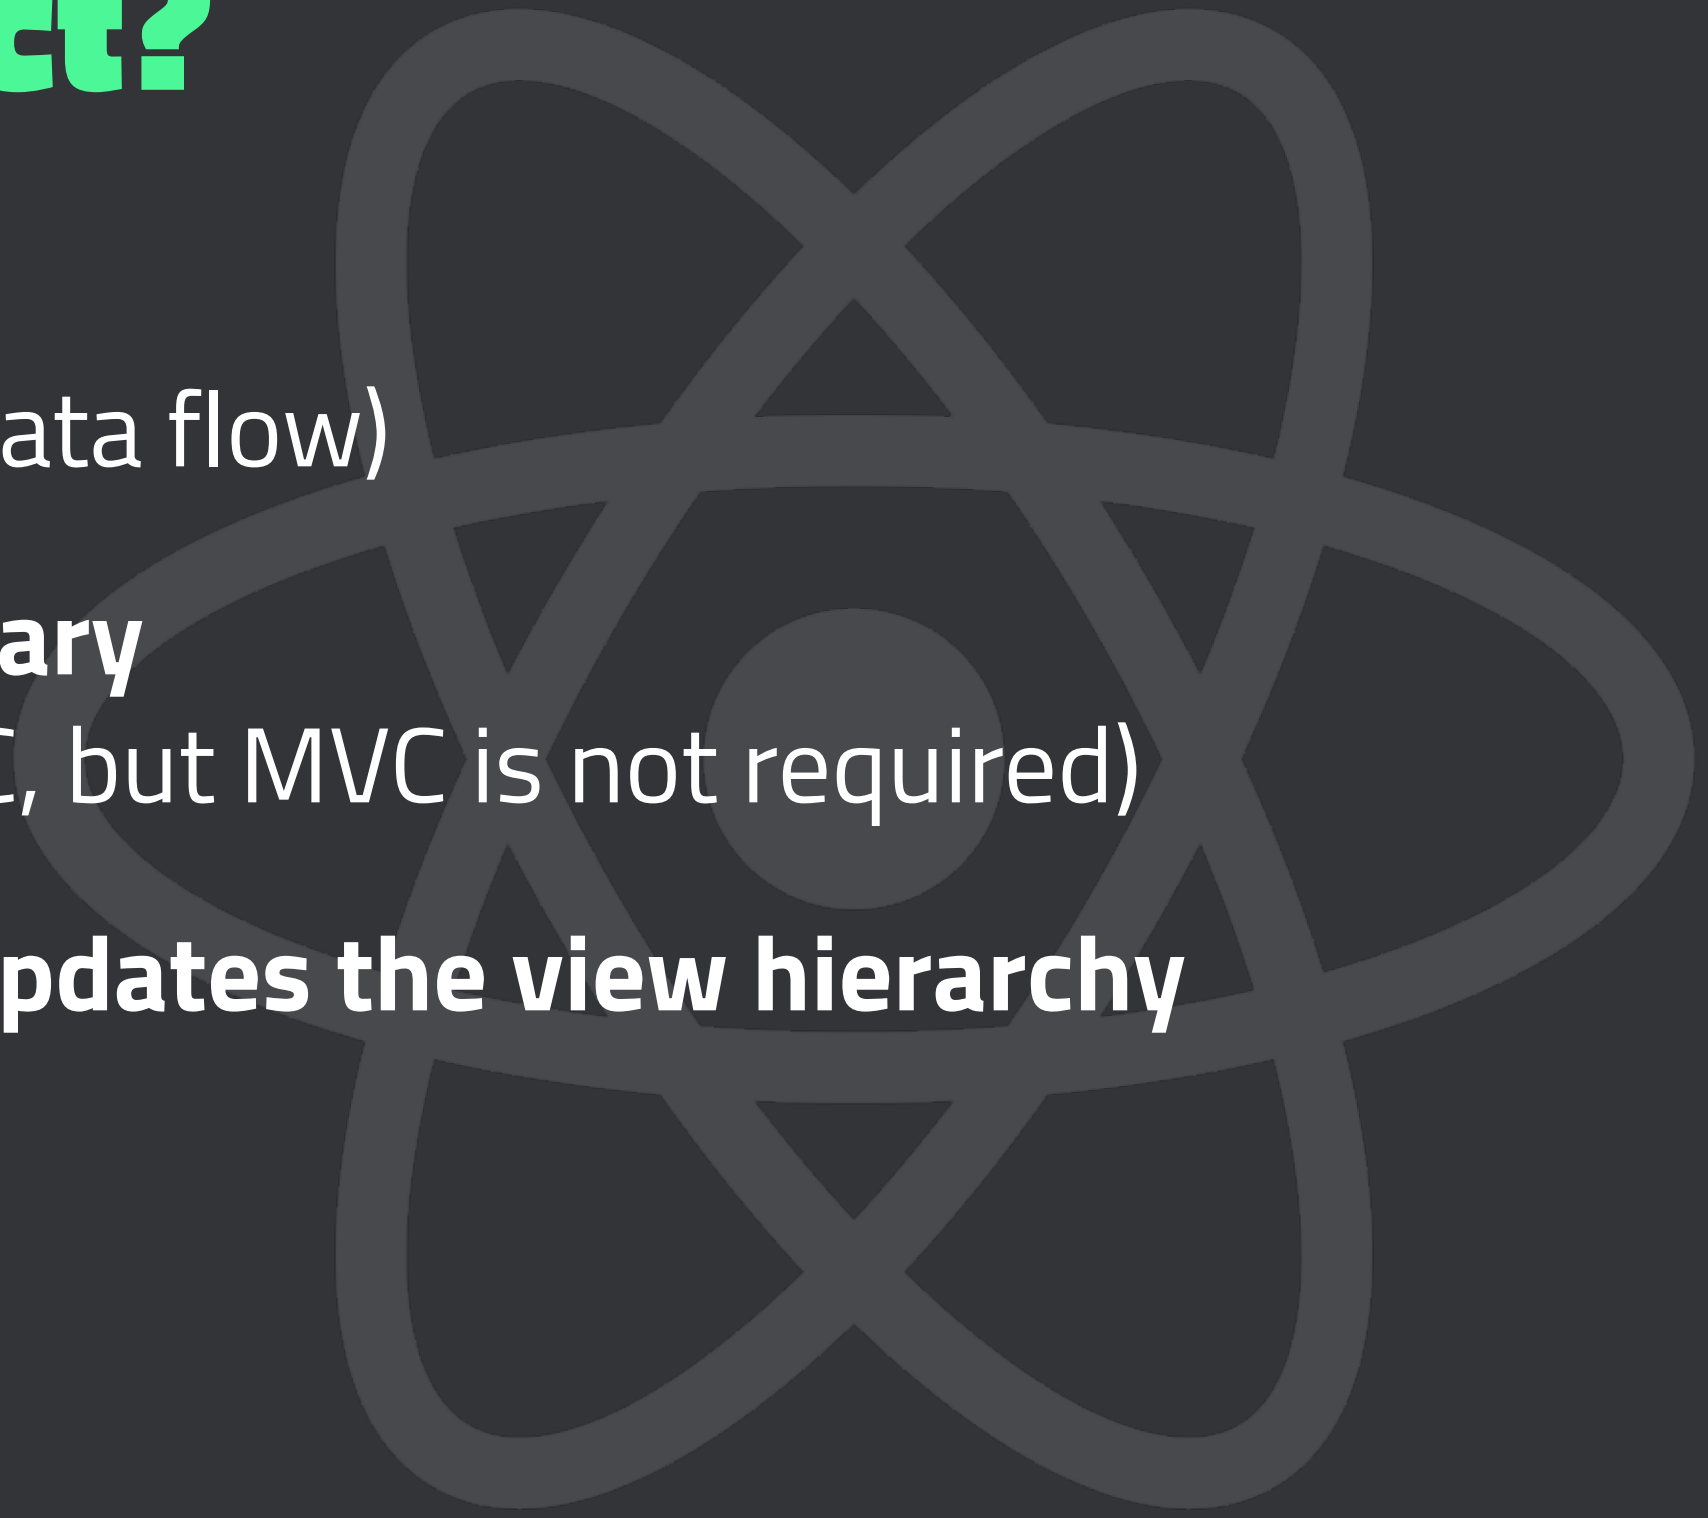 ct?
ata flow)
ary
C, but MVC is not required)
pdates the view hierarchy